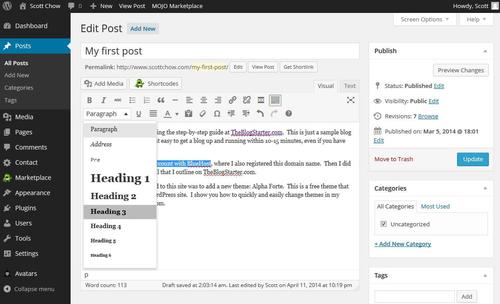 Scott Chow
0
New
View Post
MOJO Marketplace
Howdy, Scott
Dashboard
Posts
All Posts
Add New
Categories
Tags
Media
Pages
Comments
Contact
Marketplace
Appearance
Plugins
Users
Tools
Settings
Avatars
Collapse menu
Edit Post
Add New
Screen Options
Help
My first post
Permalink: http://www.scottchow.com/my-first-post/
Edit
View Post
Get Shortlink
Add Media
Shortcodes
Visual
Text
Paragraph
Paragraph
Address
Pre
Heading 1
Heading 2
Heading 3
Heading 4
Heading 5
Heading 6
ing the step-by-step guide at TheBlogStarter.com. This is just a sample blog
t easy to get a blog up and running within 10-15 minutes, even if you have
count with BlueHost, where I also registered this domain name. Then I did
l that I outline on TheBlogStarter.com.
d to this site was to add a new theme: Alpha Forte. This is a free theme that
rdPress site. I show you how to quickly and easily change themes in my
p
Word count: 113
Draft saved at 2:03:14 am. Last edited by Scott on April 11, 2014 at 10:19 pm
Publish
Preview Changes
Status: Published Edit
Visibility: Public Edit
Revisions: 7 Browse
Published on:
Mar 5, 2014 @ 18:01
Edit
Move to Trash
Update
Categories
All Categories
Most Used
Uncategorized
+ Add New Category
Tags
Add